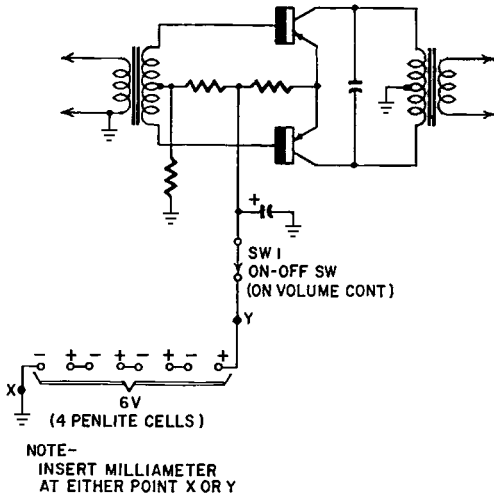 +
SW 1
ON-OFF SW
(ON VOLUME CONT)
Y
- + - + - + - +
X
6V
(4 PENLITE CELLS)
NOTE-
INSERT MILLIAMETER
AT EITHER POINT X OR Y